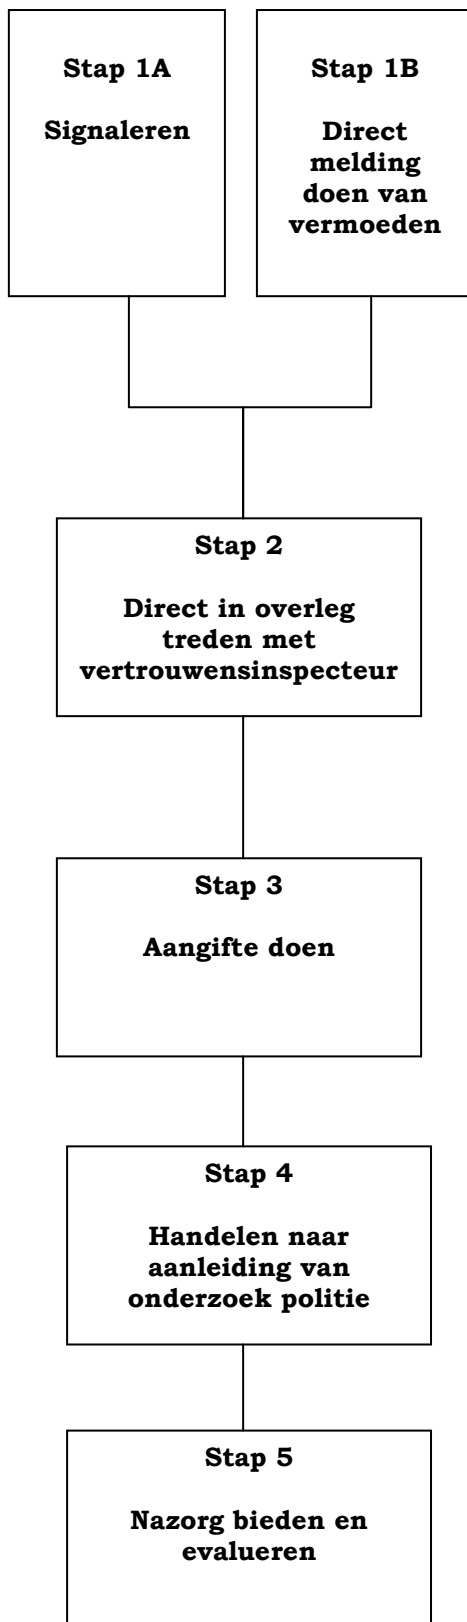 Stap 1A
Signaleren
Stap 1B
Direct
melding
doen van
vermoeden
Stap 2
Direct in overleg
treden met
vertrouwensinspecteur
Stap 3
Aangifte doen
Stap 4
Handelen naar
aanleiding van
onderzoek politie
Stap 5
Nazorg bieden en
evalueren